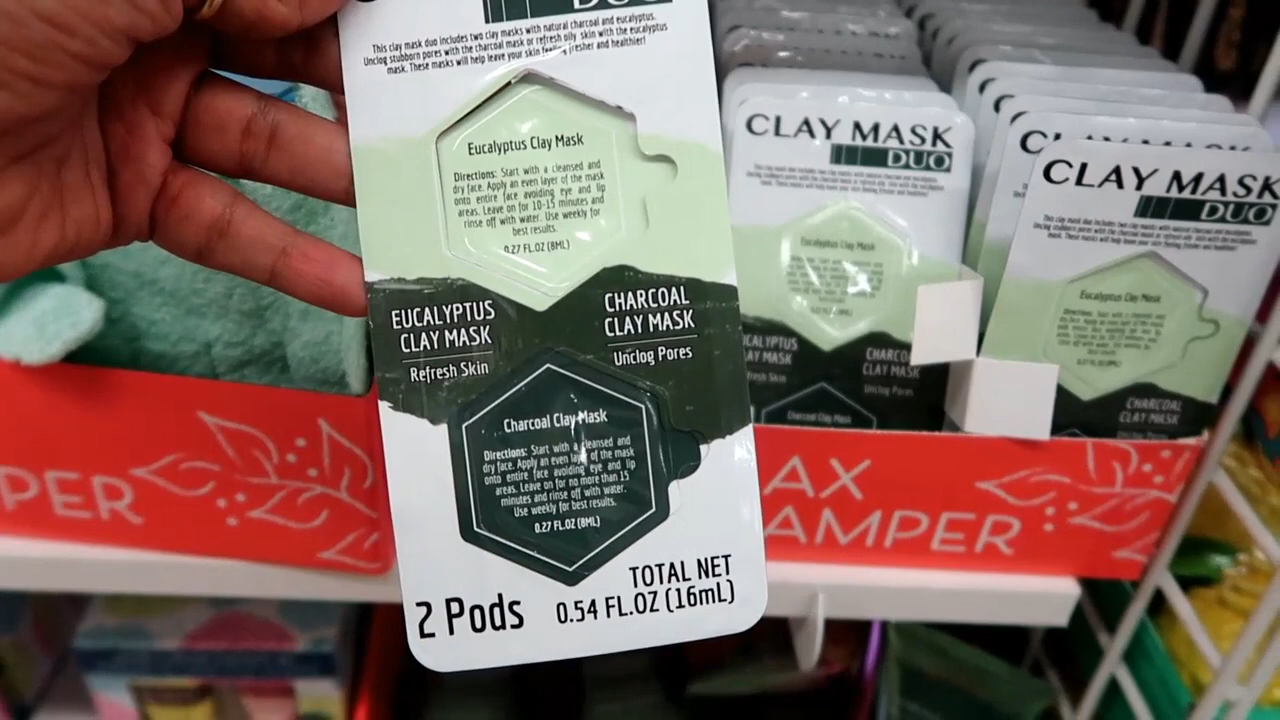 DUO
This clay mask duo includes two clay masks with natural charcoal and eucalyptus.
Unclog stubborn pores with the charcoal mask or refresh oily skin with the eucalyptus
mask. These masks will help leave your skin feeling fresher and healthier!
Eucalyptus Clay Mask
Directions: Start with a cleansed and
dry face. Apply an even layer of the mask
onto entire face avoiding eye and lip
areas. Leave on for 10-15 minutes and
rinse off with water. Use weekly for
best results.
0.27 FL.OZ (8ML)
EUCALYPTUS
CLAY MASK
Refresh Skin
CHARCOAL
CLAY MASK
Unclog Pores
Charcoal Clay Mask
Directions: Start with a cleansed and
dry face. Apply an even layer of the mask
onto entire face avoiding eye and lip
areas. Leave on for no more than 15
minutes and rinse off with water.
Use weekly for best results.
0.27 FL.OZ (8ML)
TOTAL NET
2 Pods 0.54 FL.OZ (16mL)
CLAY MASK
DUO
Eucalyptus Clay Mask
CHARCOAL
CLAY MASK
Unclog Pores
Charcoal Clay Mask
CLAY MASK
DUO
Eucalyptus Clay Mask
CHARCOAL
CLAY MASK
PER
AX
AMPER